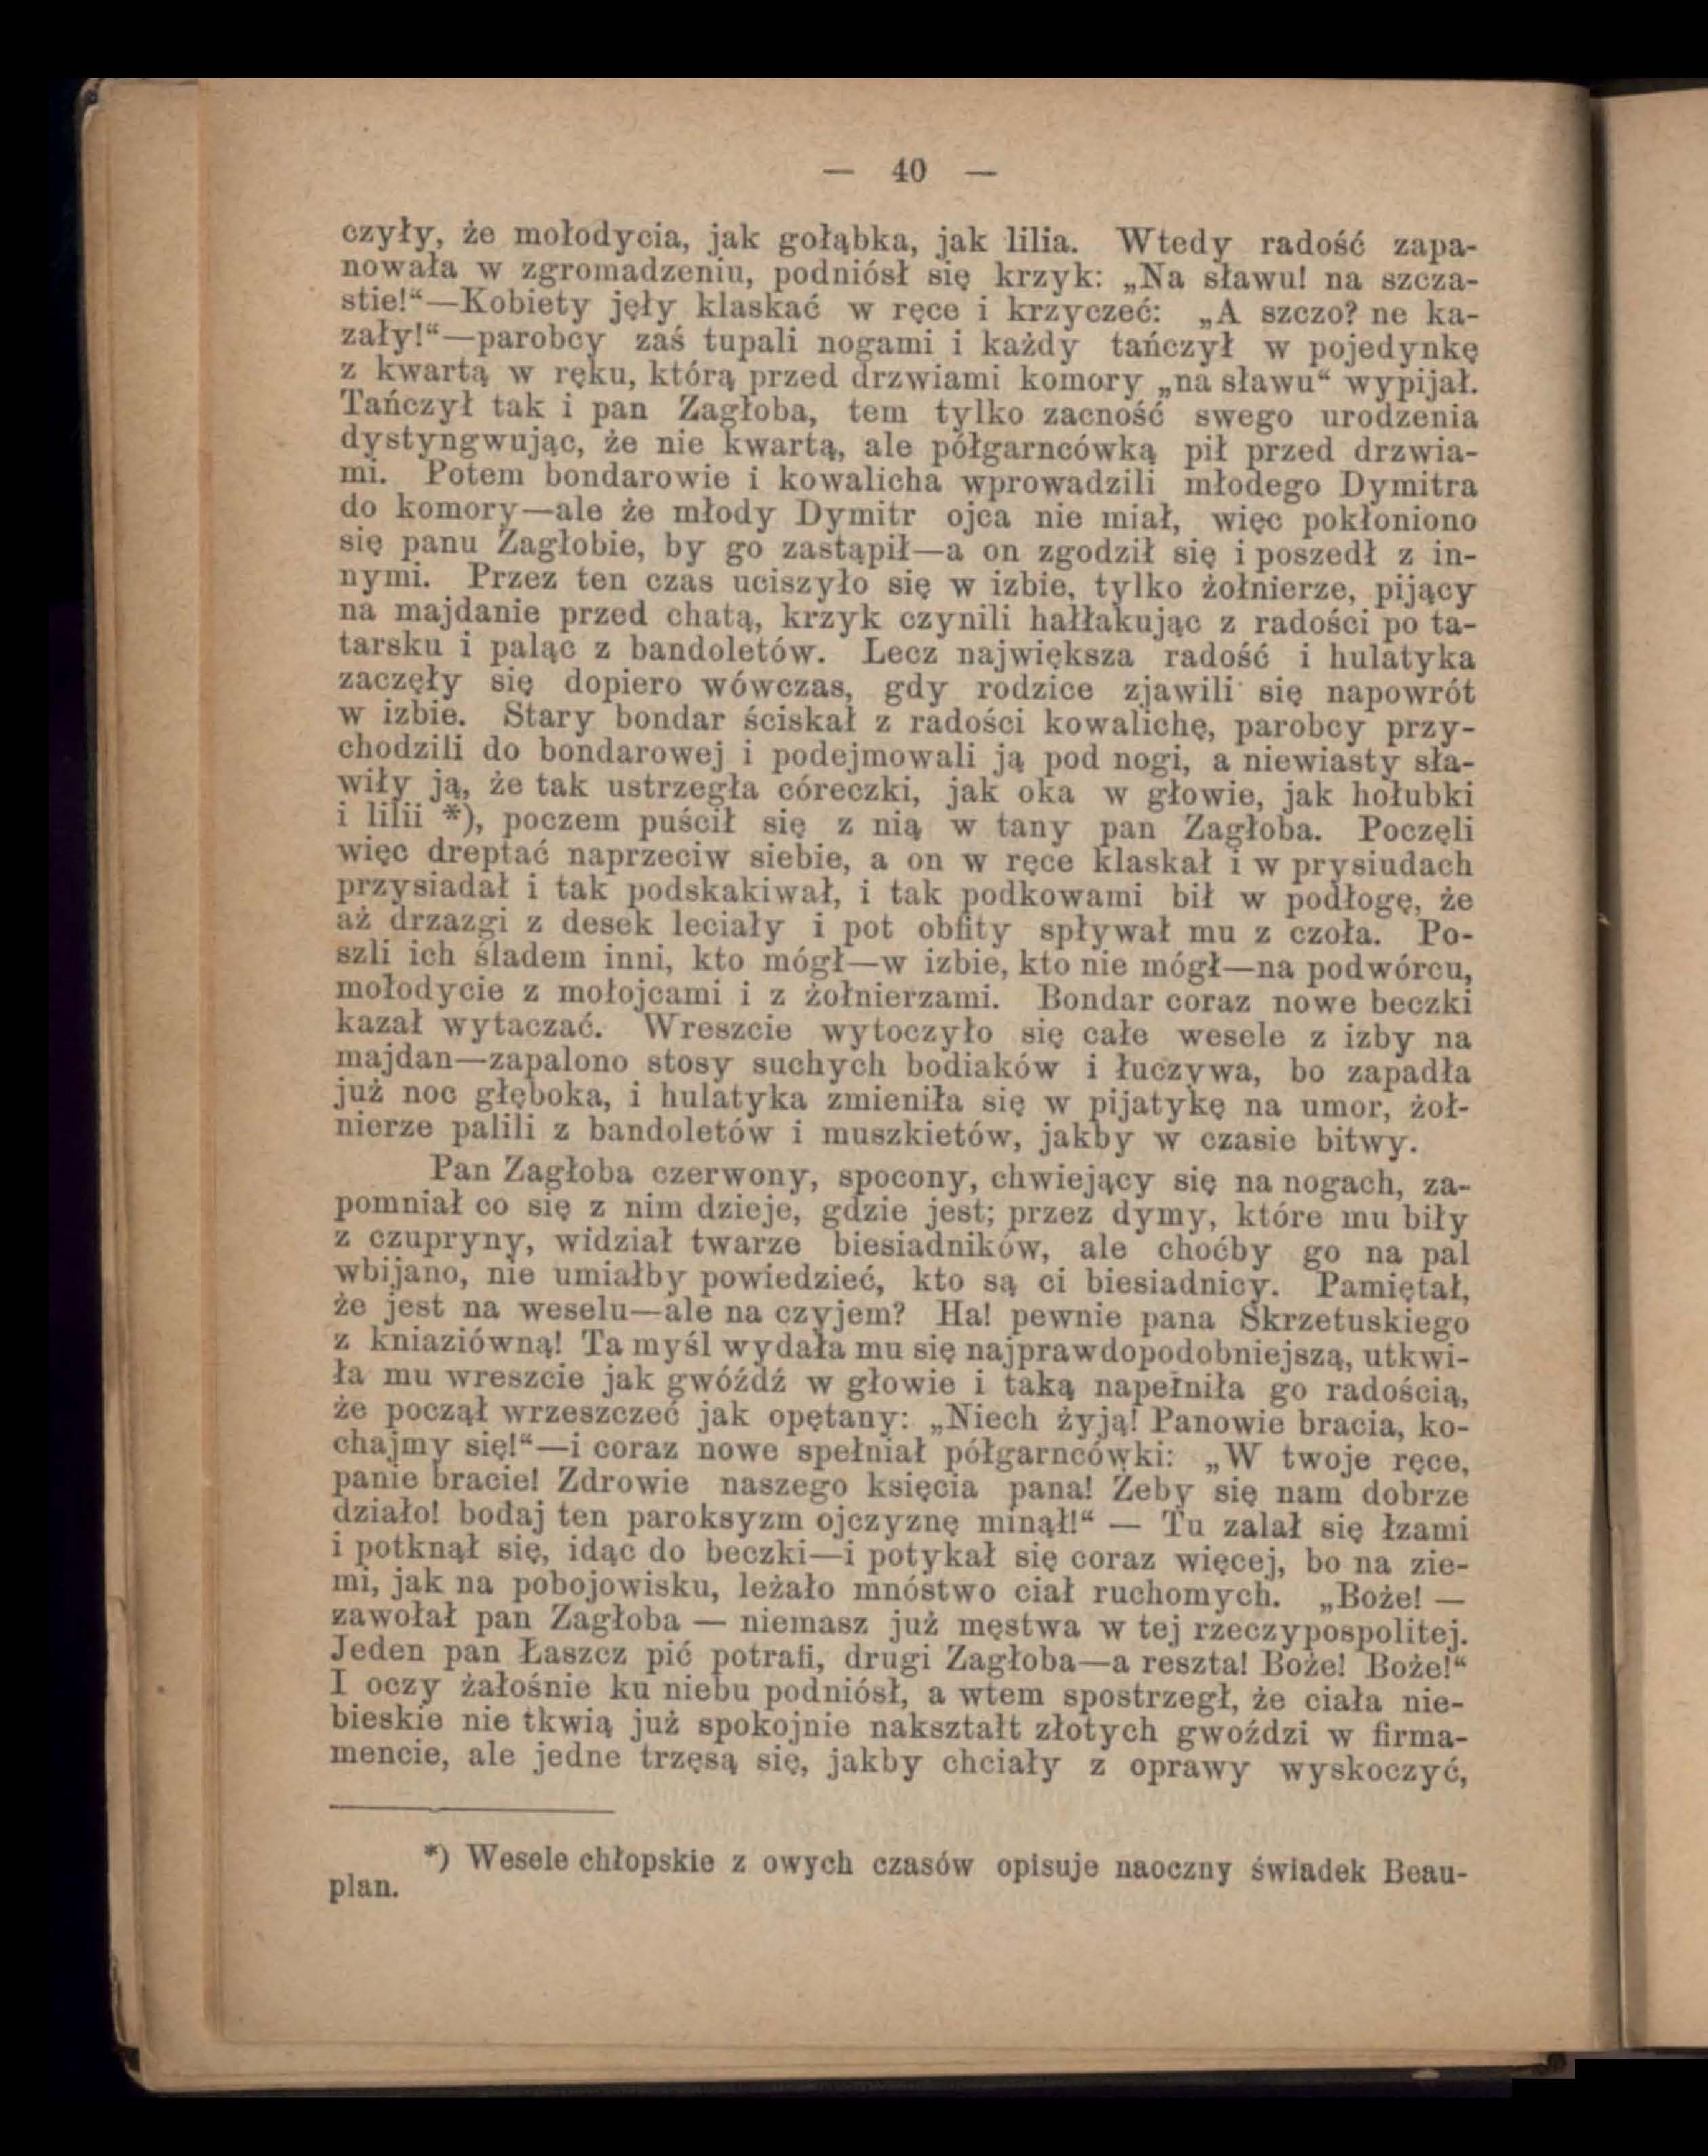 — 40 —
czyły, że mołodycia, jak gołąbka, jak lilia. Wtedy radość zapa-
nowała w zgromadzeniu, podniósł się krzyk: „Na sławu! na szcza-
stie!“—Kobiety jęły klaskać w ręce i krzyczeć: „A szczo? ne ka-
zały!“—parobcy zaś tupali nogami i każdy tańczył w pojedynkę
z kwartą w ręku, którą przed drzwiami komory „na sławu“ wypijał.
Tańczył tak i pan Zagłoba, tem tylko zacność swego urodzenia
dystyngwując, że nie kwartą, ale półgarncówką pił przed drzwia-
mi. Potem bondarowie i kowalicha wprowadzili młodego Dymitra
do komory—ale że młody Dymitr ojca nie miał, więc pokłoniono
się panu Zagłobie, by go zastąpił—a on zgodził się i poszedł z in-
nymi. Przez ten czas uciszyło się w izbie, tylko żołnierze, pijący
na majdanie przed chatą, krzyk czynili hałłakując z radości po ta-
tarsku i paląc z bandoletów. Lecz największa radość i hulatyka
zaczęły się dopiero wówczas, gdy rodzice zjawili się napowrót
w izbie. Stary bondar ściskał z radości kowalichę, parobcy przy-
chodzili do bondarowej i podejmowali ją pod nogi, a niewiasty sła-
wiły ją, że tak ustrzegła córeczki, jak oka w głowie, jak hołubki
i lilii *), poczem puścił się z nią w tany pan Zagłoba. Poczęli
więc dreptać naprzeciw siebie, a on w ręce klaskał i w prysiudach
przysiadał i tak podskakiwał, i tak podkowami bił w podłogę, że
aż drzazgi z desek leciały i pot obfity spływał mu z czoła. Po-
szli ich śladem inni, kto mógł—w izbie, kto nie mógł—na podwórcu,
mołodycie z mołojcami i z żołnierzami. Bondar coraz nowe beczki
kazał wytaczać. Wreszcie wytoczyło się całe wesele z izby na
majdan—zapalono stosy suchych bodiaków i łuczywa, bo zapadła
już noc głęboka, i hulatyka zmieniła się w pijatykę na umor, żoł-
nierze palili z bandoletów i muszkietów, jakby w czasie bitwy.
Pan Zagłoba czerwony, spocony, chwiejący się na nogach, za-
pomniał co się z nim dzieje, gdzie jest; przez dymy, które mu biły
z czupryny, widział twarze biesiadników, ale choćby go na pal
wbijano, nie umiałby powiedzieć, kto są ci biesiadnicy. Pamiętał,
że jest na weselu—ale na czyjem? Ha! pewnie pana Skrzetuskiego
z kniaziówną! Ta myśl wydała mu się najprawdopodobniejszą, utkwi-
ła mu wreszcie jak gwóźdź w głowie i taką napełniła go radością,
że począł wrzeszczeć jak opętany: „Niech żyją! Panowie bracia, ko-
chajmy się!“—i coraz nowe spełniał półgarncówki: „W twoje ręce,
panie bracie! Zdrowie naszego księcia pana! Żeby się nam dobrze
działo! bodaj ten paroksyzm ojczyznę minął!“ — Tu zalał się łzami
i potknął się, idąc do beczki—i potykał się coraz więcej, bo na zie-
mi, jak na pobojowisku, leżało mnóstwo ciał ruchomych. „Boże! —
zawołał pan Zagłoba — niemasz już męstwa w tej rzeczypospolitej.
Jeden pan Łaszcz pić potrafi, drugi Zagłoba—a reszta! Boże! Boże!“
I oczy żałośnie ku niebu podniósł, a wtem spostrzegł, że ciała nie-
bieskie nie tkwią już spokojnie nakształt złotych gwoździ w firma-
mencie, ale jedne trzęsą się, jakby chciały z oprawy wyskoczyć,
*) Wesele chłopskie z owych czasów opisuje naoczny świadek Beau-
plan.